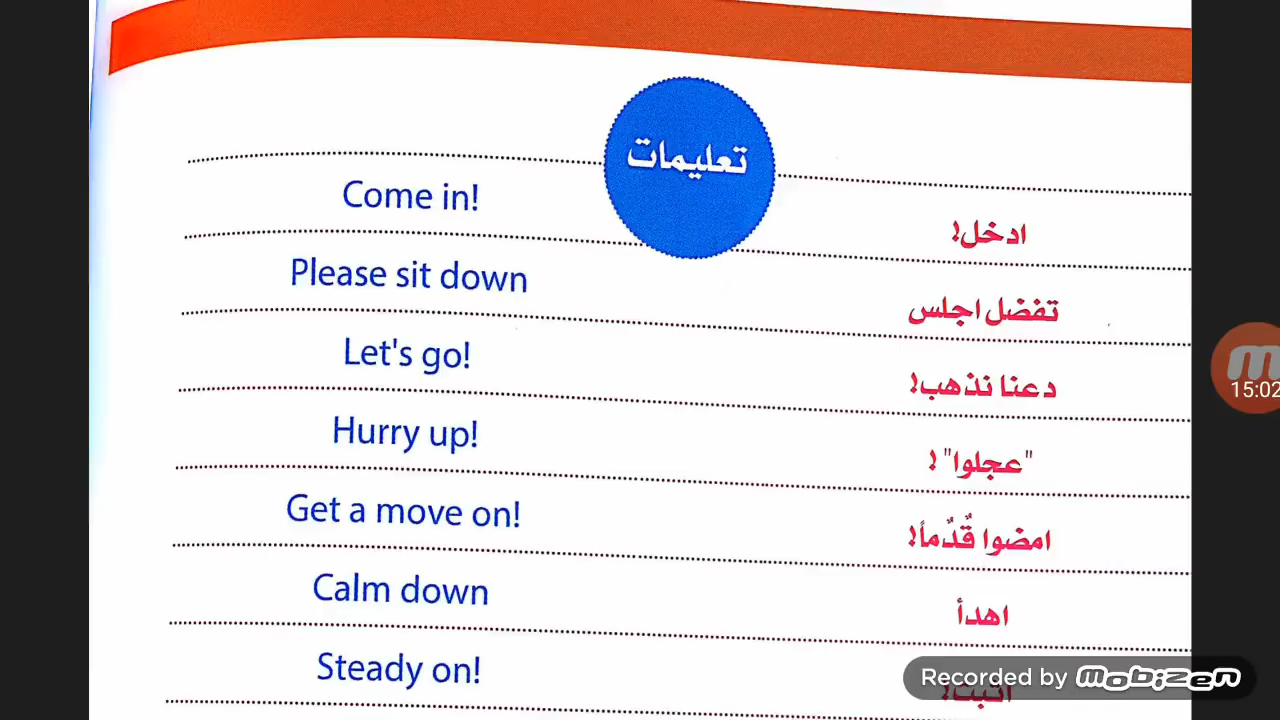 تعليمات
Come in!
ادخل!
Please sit down
تفضل اجلس
Let's go!
دعنا نذهب!
Hurry up!
"عجلوا"!
Get a move on!
امضوا قُدُماً!
Calm down
اهدأ
Steady on!
اثبت!
15:02
Recorded by mobizen